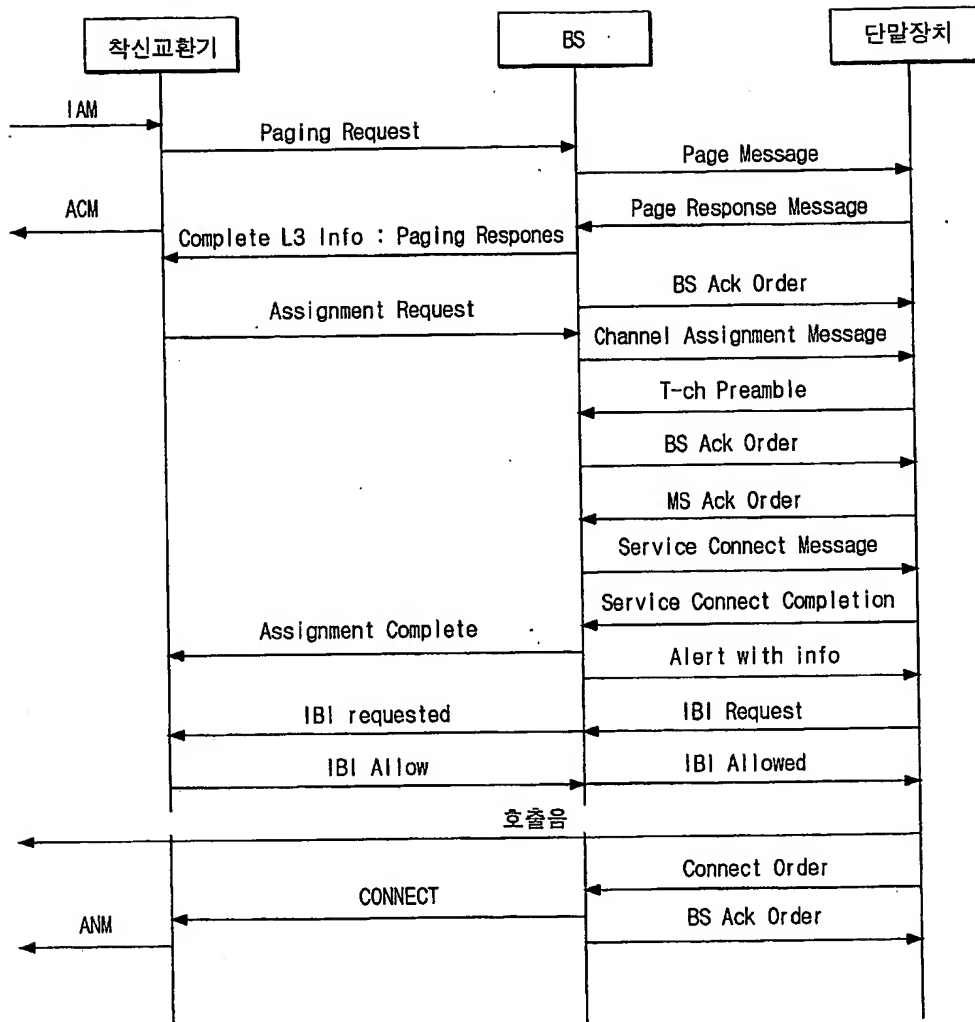 착신교환기
BS
단말장치
IAM
Paging Request
Page Message
ACM
Page Response Message
Complete L3 Info : Paging Respones
BS Ack Order
Assignment Request
Channel Assignment Message
T-ch Preamble
BS Ack Order
MS Ack Order
Service Connect Message
Service Connect Completion
Assignment Complete
Alert with info
IBI requested
IBI Request
IBI Allow
IBI Allowed
호출음
Connect Order
CONNECT
BS Ack Order
ANM